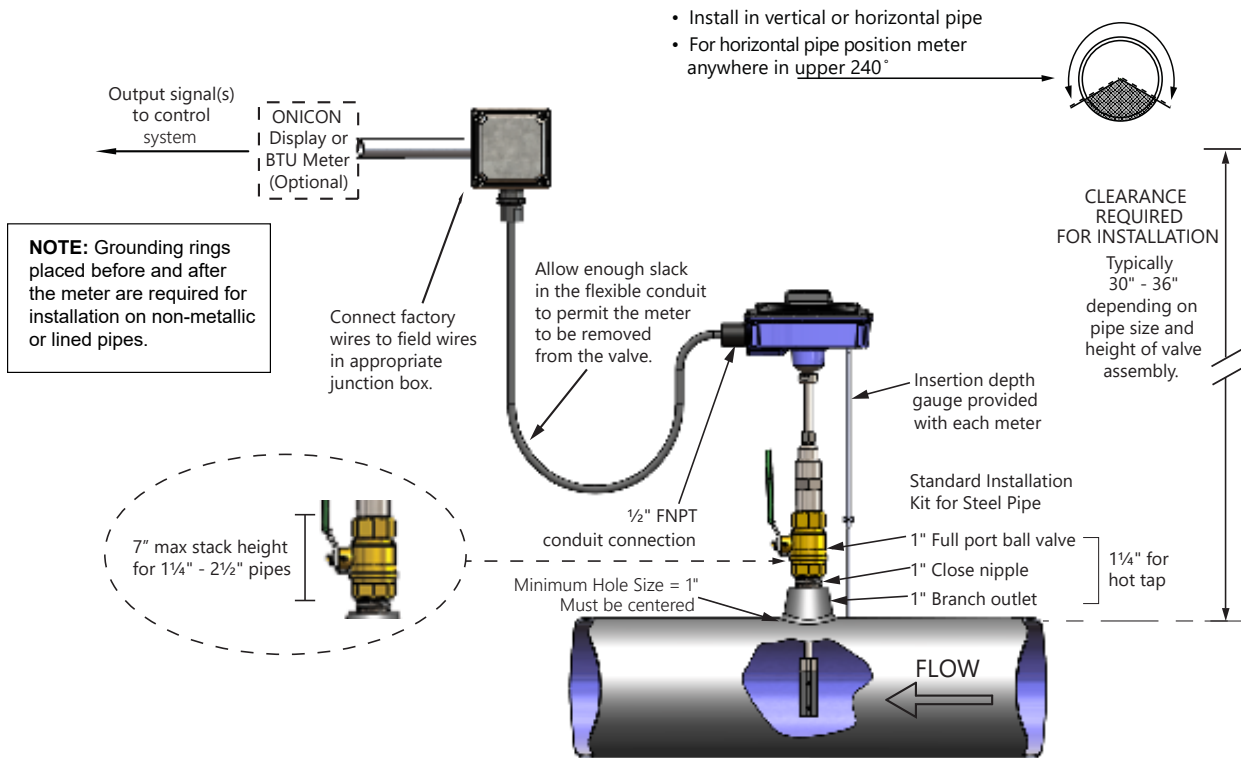 • Install in vertical or horizontal pipe
• For horizontal pipe position meter
anywhere in upper 240°
Output signal(s)
to control
system
ONICON
Display or
BTU Meter
(Optional)
NOTE: Grounding rings
placed before and after
the meter are required for
installation on non-metallic
or lined pipes.
Connect factory
wires to field wires
in appropriate
junction box.
Allow enough slack
in the flexible conduit
to permit the meter
to be removed
from the valve.
CLEARANCE
REQUIRED
FOR INSTALLATION
Typically
30" - 36"
depending on
pipe size and
height of valve
assembly.
Insertion depth
gauge provided
with each meter
Standard Installation
Kit for Steel Pipe
½" FNPT
conduit connection
1" Full port ball valve
1" Close nipple
1" Branch outlet
1¼" for
hot tap
7" max stack height
for 1¼" - 2½" pipes
Minimum Hole Size = 1"
Must be centered
FLOW